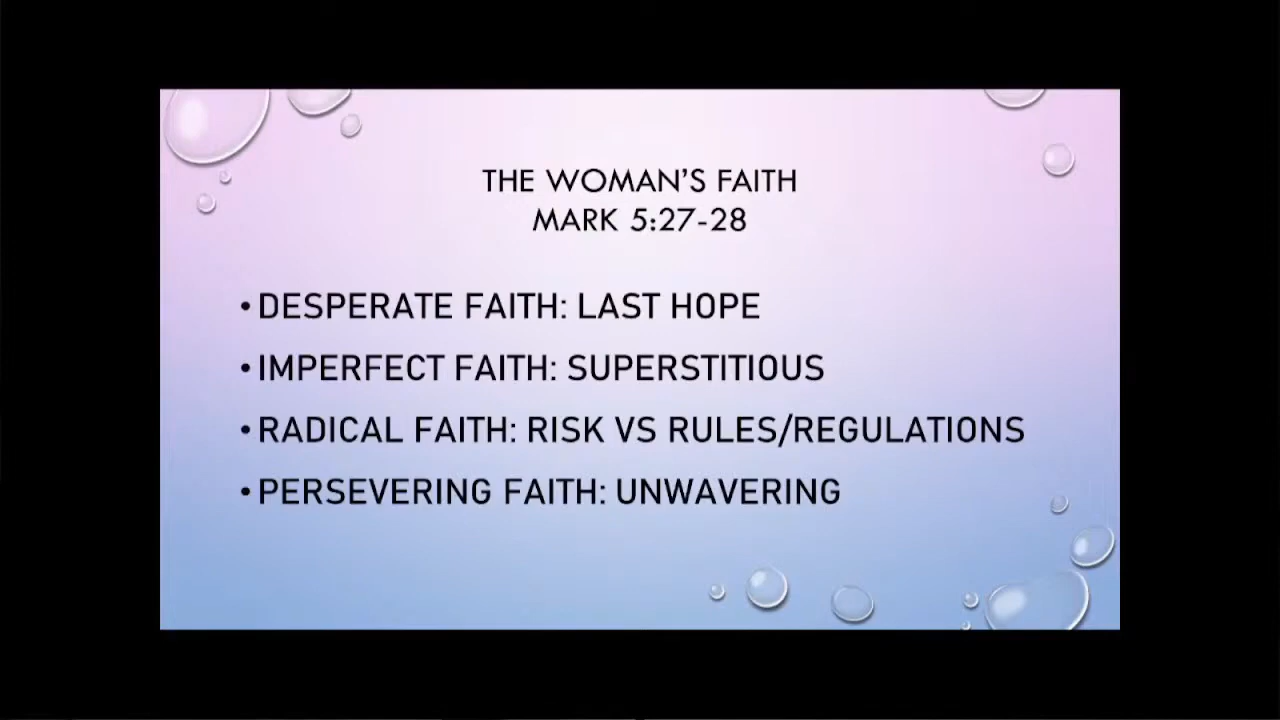 THE WOMAN’S FAITH
MARK 5:27-28
• DESPERATE FAITH: LAST HOPE
• IMPERFECT FAITH: SUPERSTITIOUS
• RADICAL FAITH: RISK VS RULES/REGULATIONS
• PERSEVERING FAITH: UNWAVERING